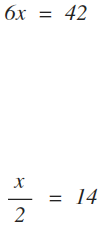 6x = 42
x/2 = 14